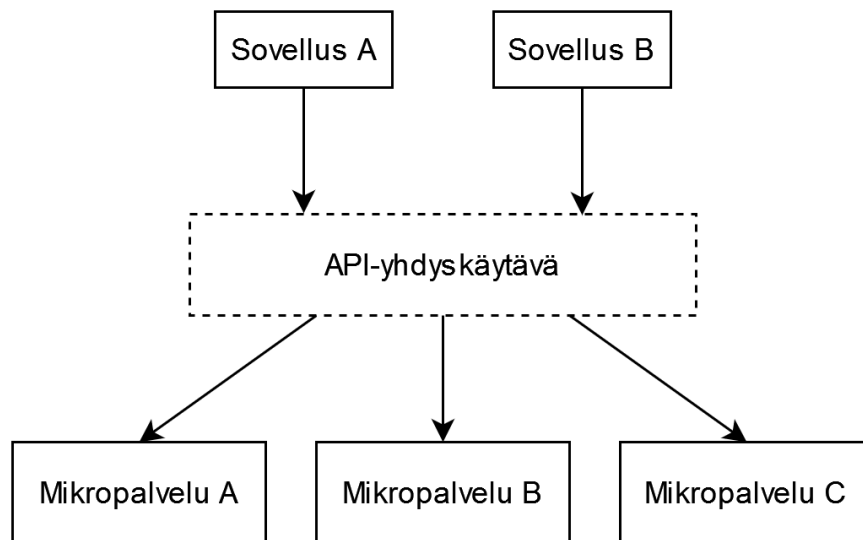 Sovellus A
Sovellus B
API-yhdyskäytävä
Mikropalvelu A
Mikropalvelu B
Mikropalvelu C